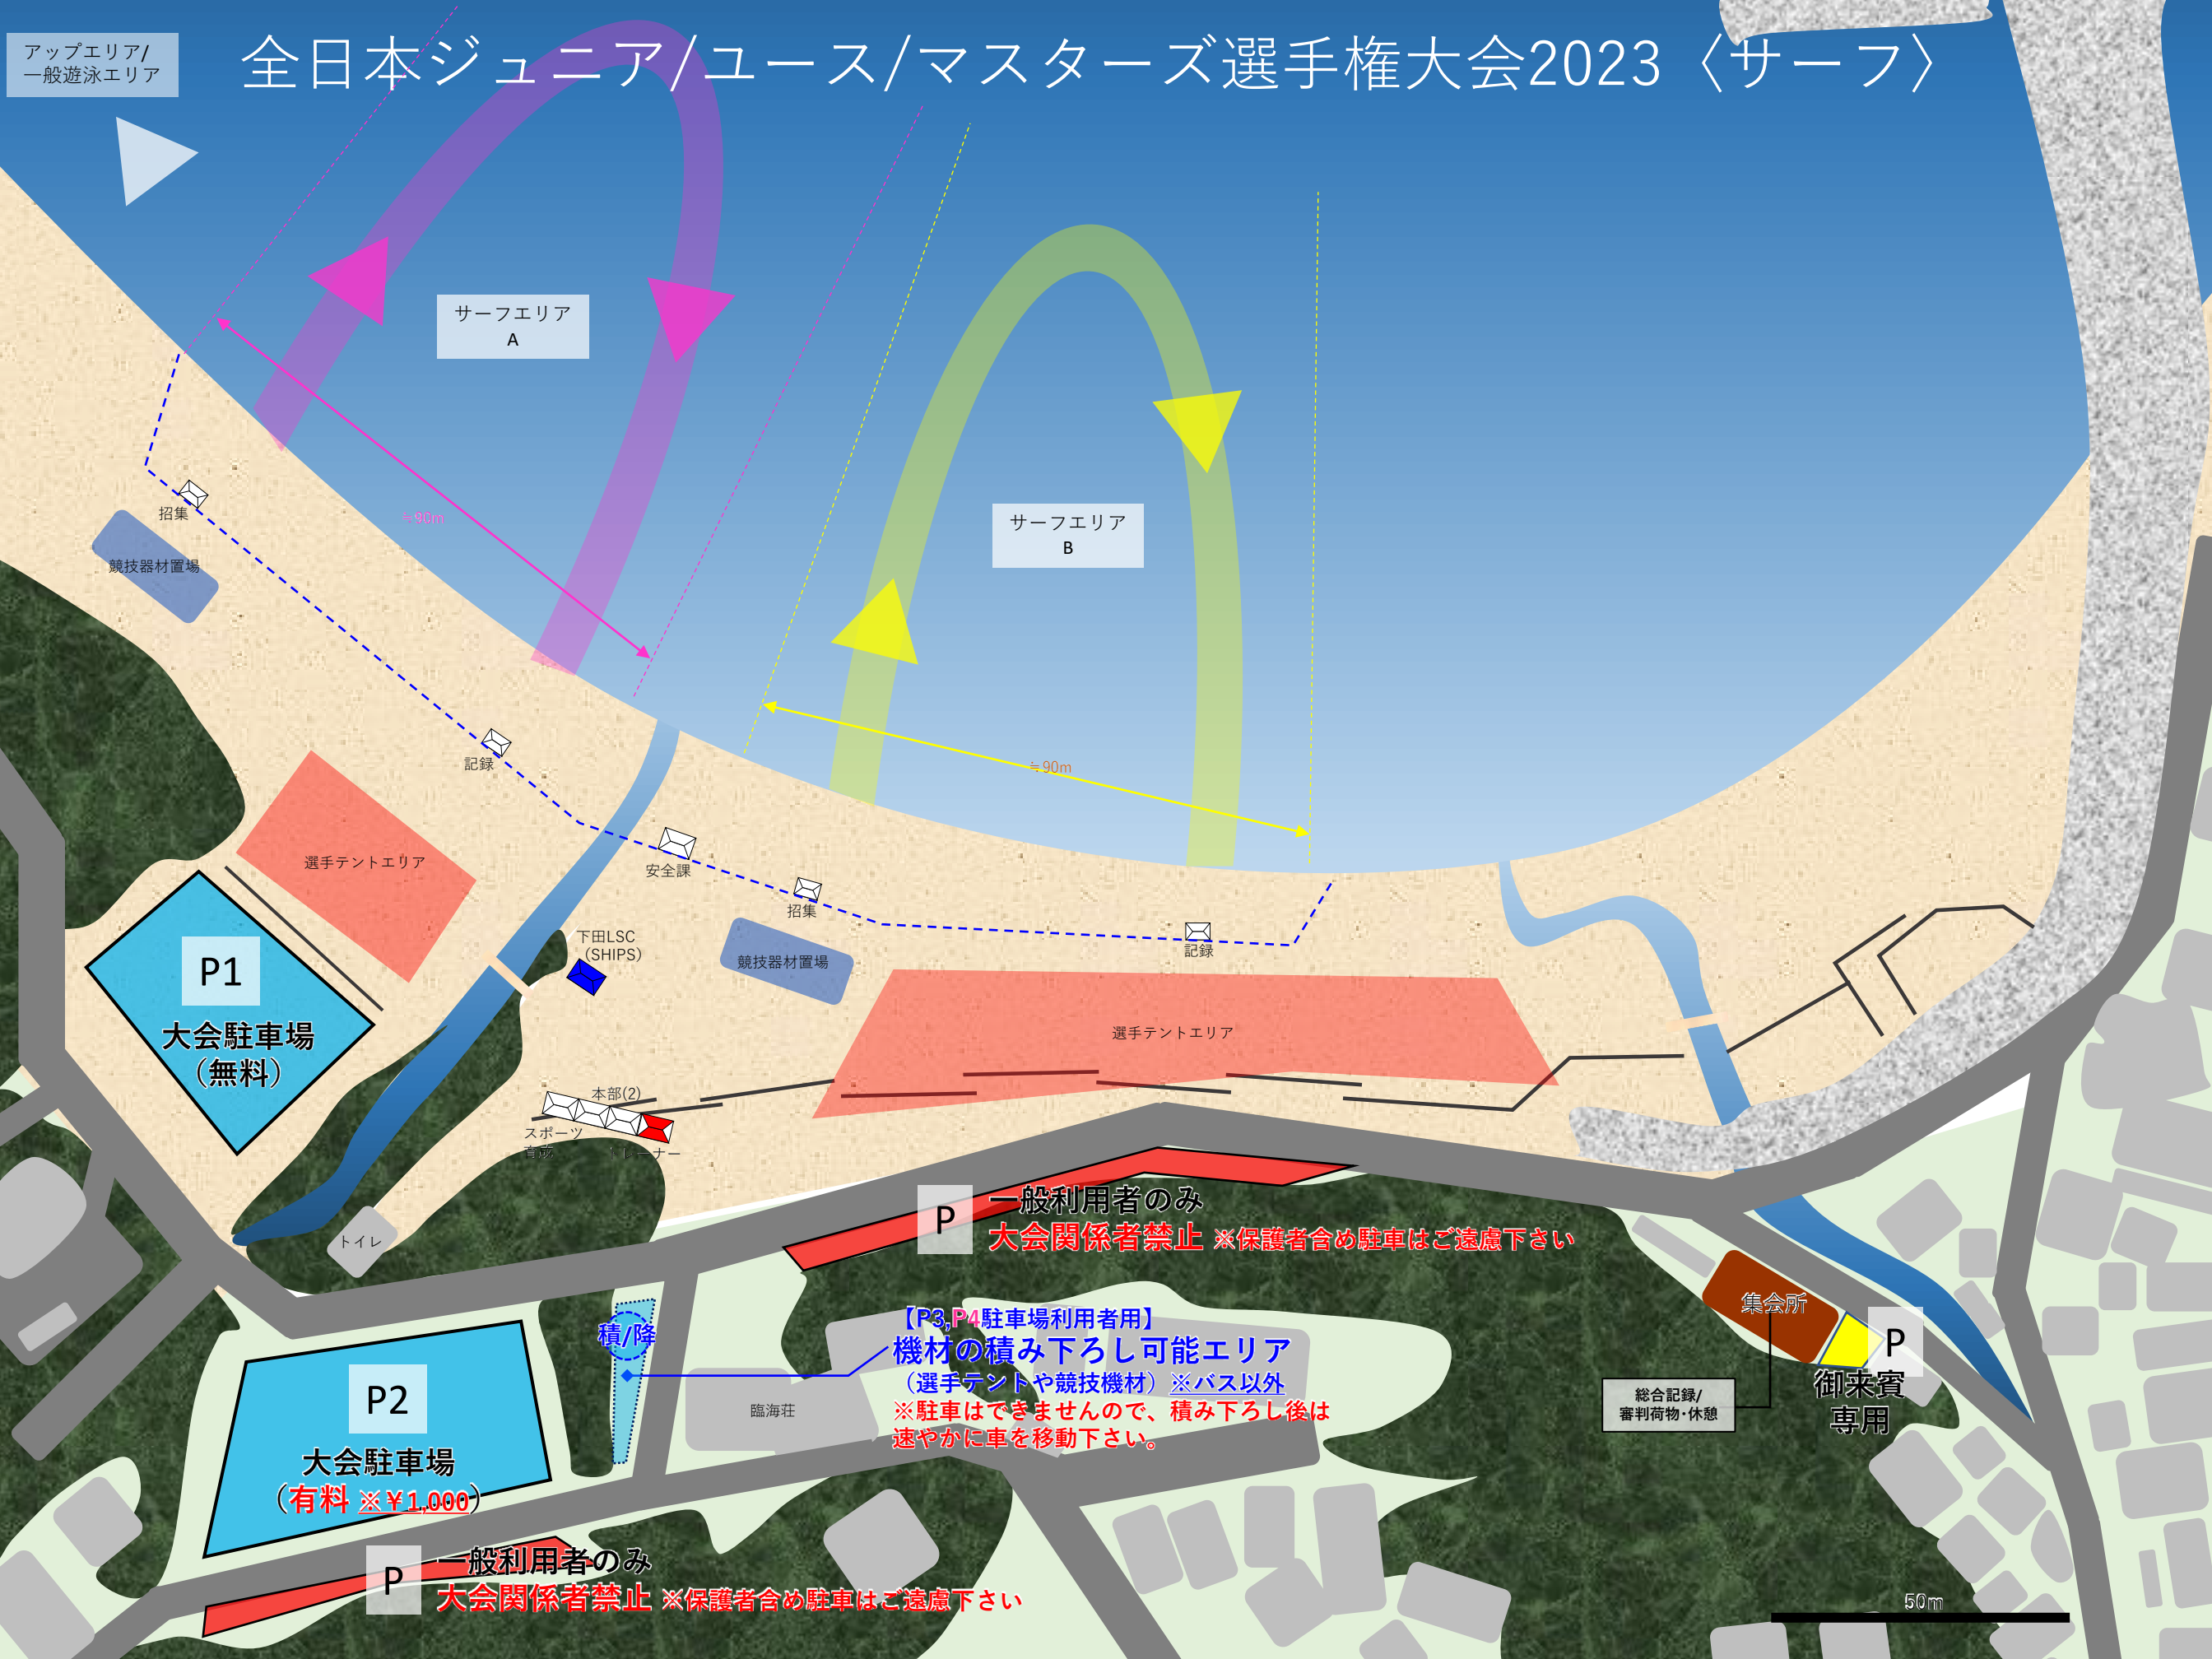 全日本ジュニア/ユース/マスターズ選手権大会2023〈サーフ〉
アップエリア/
一般遊泳エリア
サーフエリア
A
≒90m
サーフエリア
B
≒90m
招集
競技器材置場
記録
選手テントエリア
安全課
招集
下田LSC
(SHIPS)
競技器材置場
記録
選手テントエリア
P1
大会駐車場
(無料)
本部(2)
スポーツ
トレーナー
トイレ
P
一般利用者のみ
大会関係者禁止 ※保護者含め駐車はご遠慮下さい
積/降
【P3,P4駐車場利用者用】
機材の積み下ろし可能エリア
(選手テントや競技機材)※バス以外
※駐車はできませんので、積み下ろし後は
速やかに車を移動下さい。
臨海荘
集会所
P
御来賓
専用
総合記録/
審判荷物・休憩
P2
大会駐車場
(有料 ※￥1,000)
P
一般利用者のみ
大会関係者禁止 ※保護者含め駐車はご遠慮下さい
50m